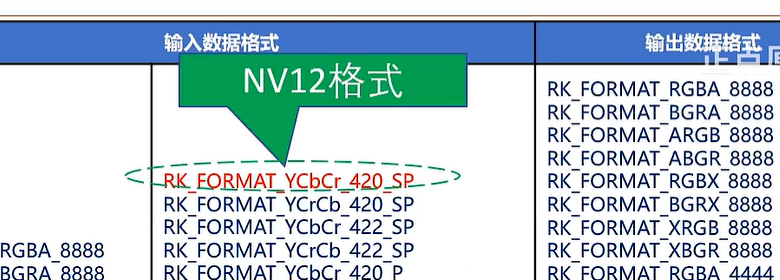 输入数据格式
输出数据格式
NV12格式
RK_FORMAT_YCbCr_420_SP
RK_FORMAT_YCrCb_420_SP
RK_FORMAT_YCbCr_422_SP
RK_FORMAT_YCrCb_422_SP
RK_FORMAT_YCbCr_420_P
RGBA_8888
BGRA_8888
RK_FORMAT_RGBA_8888
RK_FORMAT_BGRA_8888
RK_FORMAT_ARGB_8888
RK_FORMAT_ABGR_8888
RK_FORMAT_RGBX_8888
RK_FORMAT_BGRX_8888
RK_FORMAT_XRGB_8888
RK_FORMAT_XBGR_8888
RK_FORMAT_RGBA_4444